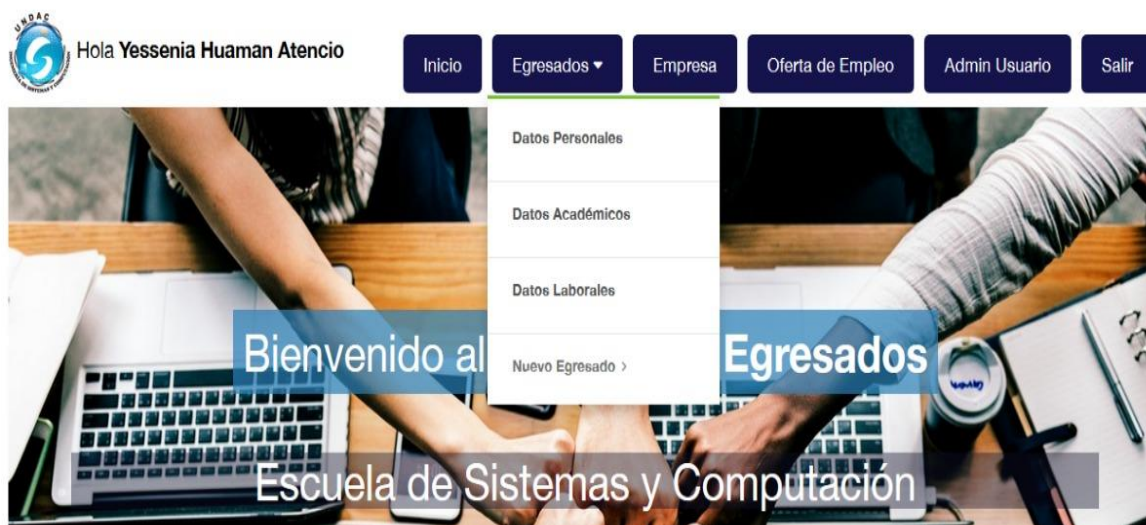 UNDAC
Hola Yessenia Huaman Atencio
Inicio
Egresados ▾
Empresa
Oferta de Empleo
Admin Usuario
Salir
Datos Personales
Datos Académicos
Datos Laborales
Nuevo Egresado >
Bienvenido al Egresados
Escuela de Sistemas y Computación